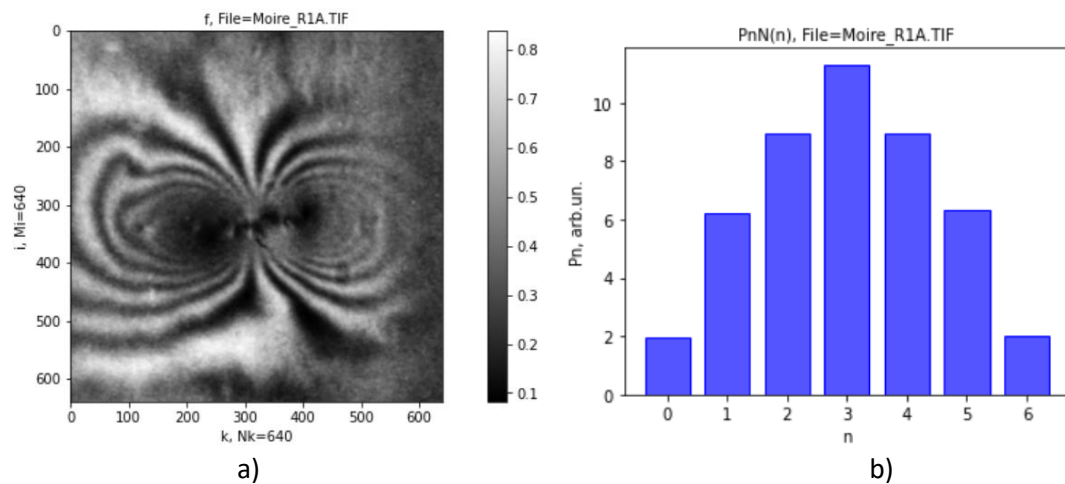 f, File=Moire_R1A.TIF
0
100
200
300
400
500
600
i, Mi=640
0 100 200 300 400 500 600
k, Nk=640
0.8
0.7
0.6
0.5
0.4
0.3
0.2
0.1
a)
PnN(n), File=Moire_R1A.TIF
10
8
6
4
2
0
Pn, arb.un.
0 1 2 3 4 5 6
n
b)